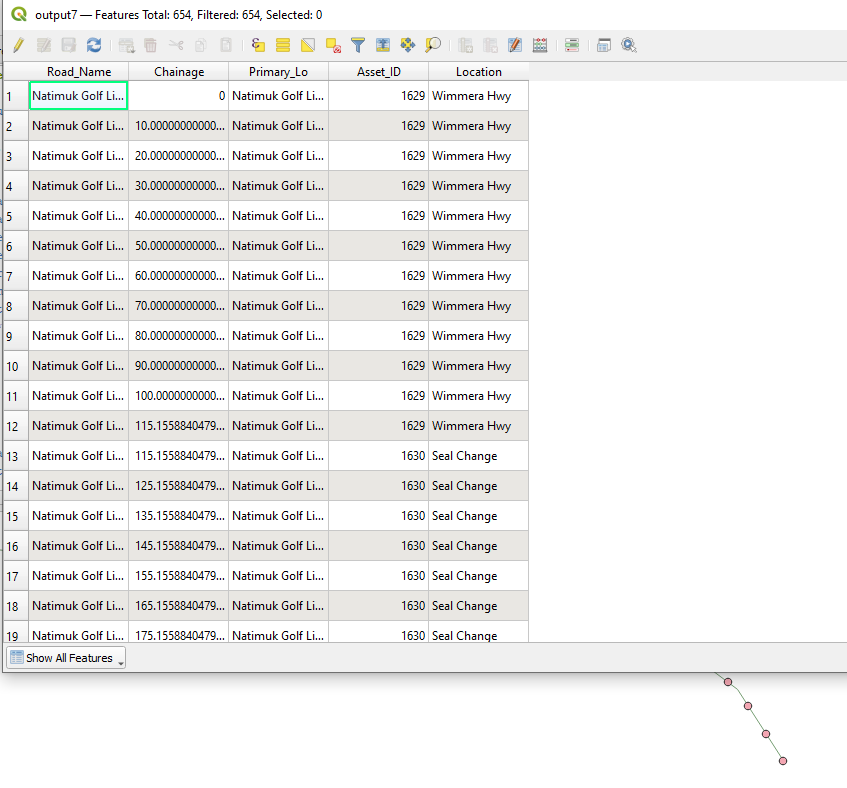 output7 — Features Total: 654, Filtered: 654, Selected: 0
Road_Name Chainage Primary_Lo Asset_ID Location
1 Natimuk Golf Li... 0 Natimuk Golf Li... 1629 Wimmera Hwy
2 Natimuk Golf Li... 10.00000000000... Natimuk Golf Li... 1629 Wimmera Hwy
3 Natimuk Golf Li... 20.00000000000... Natimuk Golf Li... 1629 Wimmera Hwy
4 Natimuk Golf Li... 30.00000000000... Natimuk Golf Li... 1629 Wimmera Hwy
5 Natimuk Golf Li... 40.00000000000... Natimuk Golf Li... 1629 Wimmera Hwy
6 Natimuk Golf Li... 50.00000000000... Natimuk Golf Li... 1629 Wimmera Hwy
7 Natimuk Golf Li... 60.00000000000... Natimuk Golf Li... 1629 Wimmera Hwy
8 Natimuk Golf Li... 70.00000000000... Natimuk Golf Li... 1629 Wimmera Hwy
9 Natimuk Golf Li... 80.00000000000... Natimuk Golf Li... 1629 Wimmera Hwy
10 Natimuk Golf Li... 90.00000000000... Natimuk Golf Li... 1629 Wimmera Hwy
11 Natimuk Golf Li... 100.0000000000... Natimuk Golf Li... 1629 Wimmera Hwy
12 Natimuk Golf Li... 115.1558840479... Natimuk Golf Li... 1629 Wimmera Hwy
13 Natimuk Golf Li... 115.1558840479... Natimuk Golf Li... 1630 Seal Change
14 Natimuk Golf Li... 125.1558840479... Natimuk Golf Li... 1630 Seal Change
15 Natimuk Golf Li... 135.1558840479... Natimuk Golf Li... 1630 Seal Change
16 Natimuk Golf Li... 145.1558840479... Natimuk Golf Li... 1630 Seal Change
17 Natimuk Golf Li... 155.1558840479... Natimuk Golf Li... 1630 Seal Change
18 Natimuk Golf Li... 165.1558840479... Natimuk Golf Li... 1630 Seal Change
19 Natimuk Golf Li... 175.1558840479... Natimuk Golf Li... 1630 Seal Change
Show All Features